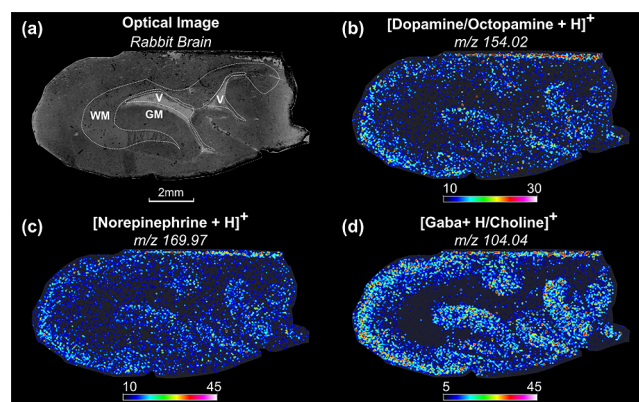 (a) Optical Image
Rabbit Brain
WM
V
GM
V
2mm
(b) [Dopamine/Octopamine + H]+
m/z 154.02
10 30
(c) [Norepinephrine + H]+
m/z 169.97
10 45
(d) [Gaba+ H/Choline]+
m/z 104.04
5 45